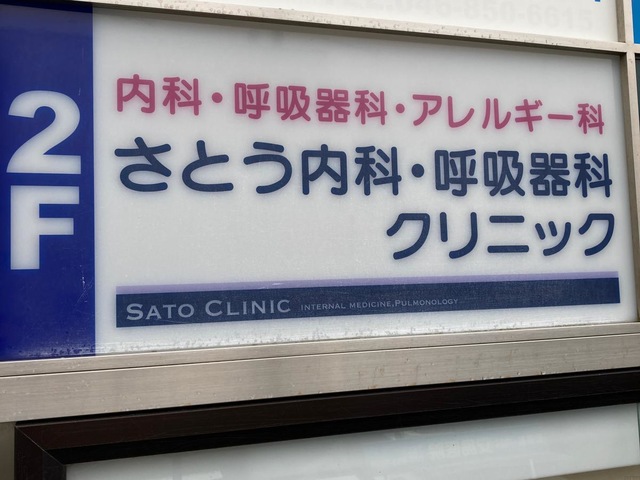 2F
内科・呼吸器科・アレルギー科
さとう内科・呼吸器科
クリニック
SATO CLINIC INTERNAL MEDICINE,PULMONOLOGY